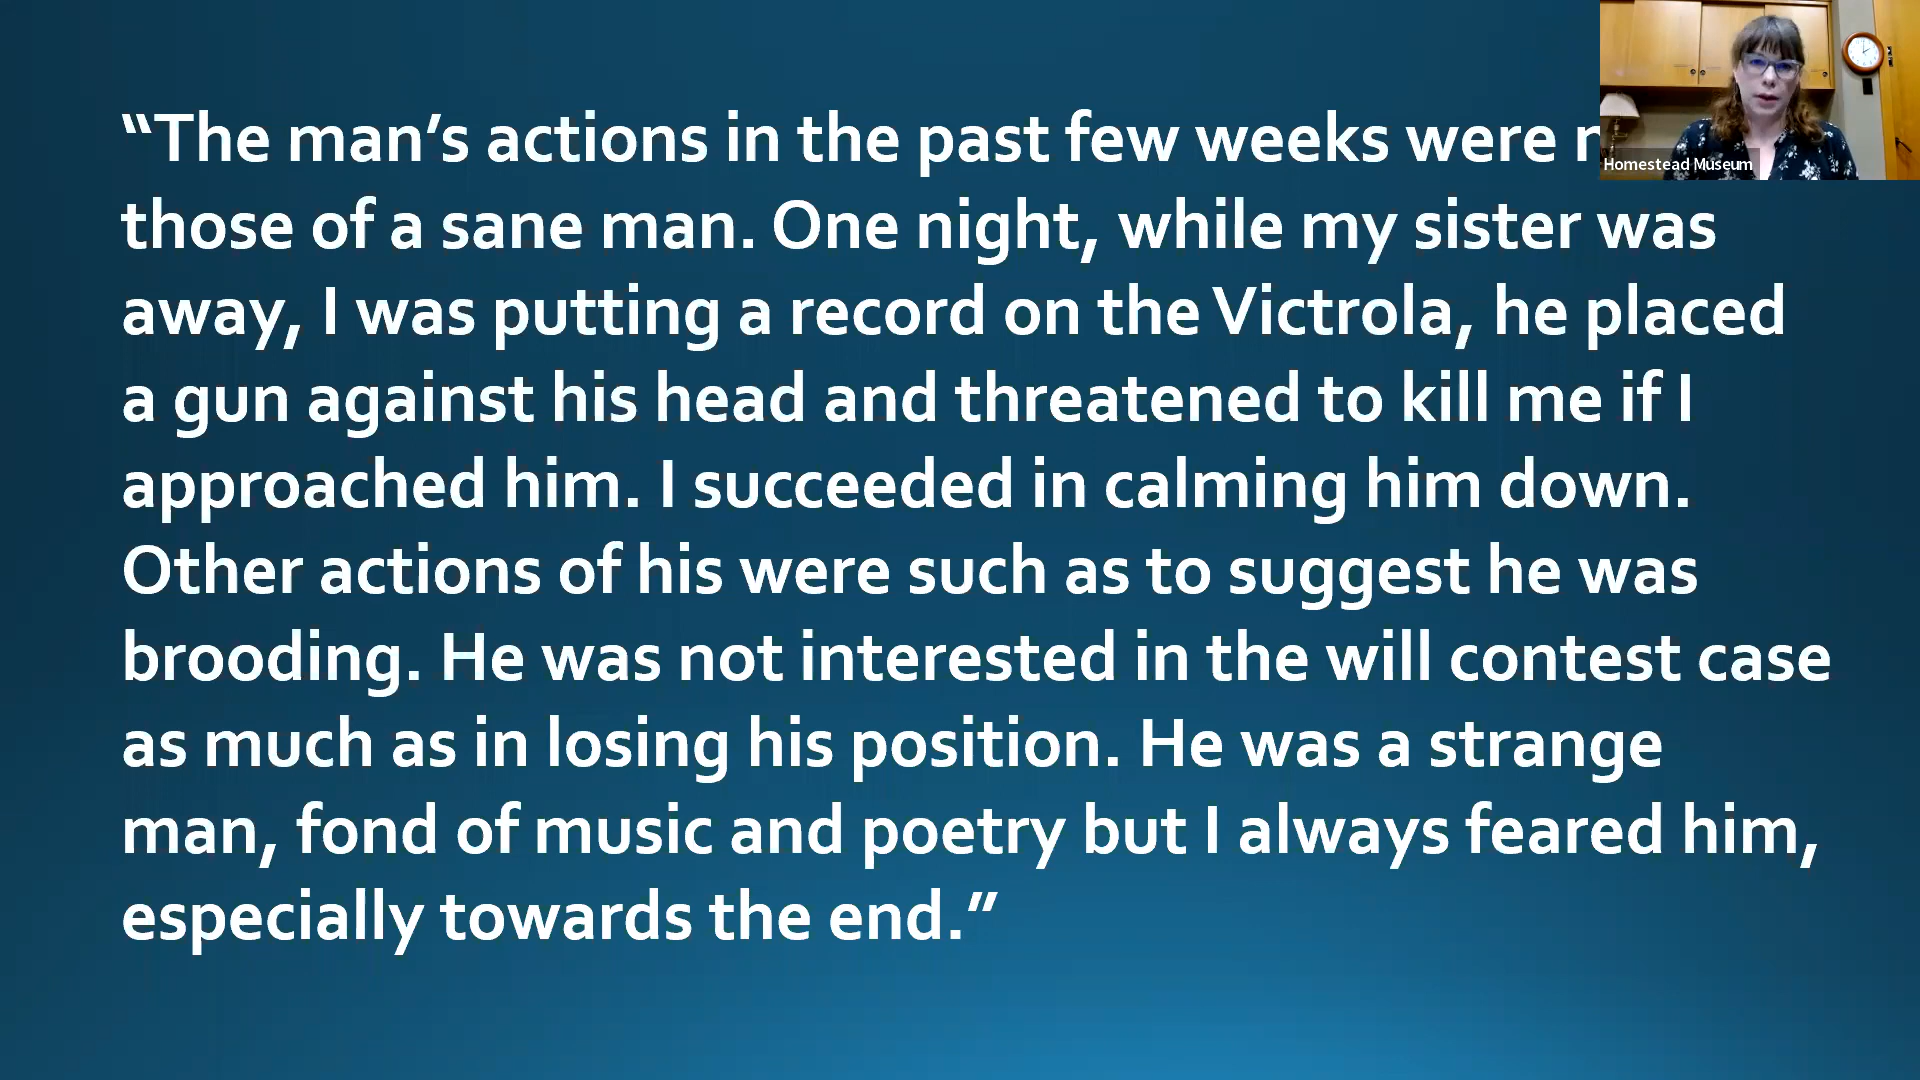 “The man’s actions in the past few weeks were
those of a sane man. One night, while my sister was
away, I was putting a record on the Victrola, he placed
a gun against his head and threatened to kill me if I
approached him. I succeeded in calming him down.
Other actions of his were such as to suggest he was
brooding. He was not interested in the will contest case
as much as in losing his position. He was a strange
man, fond of music and poetry but I always feared him,
especially towards the end.”
Homestead Museum